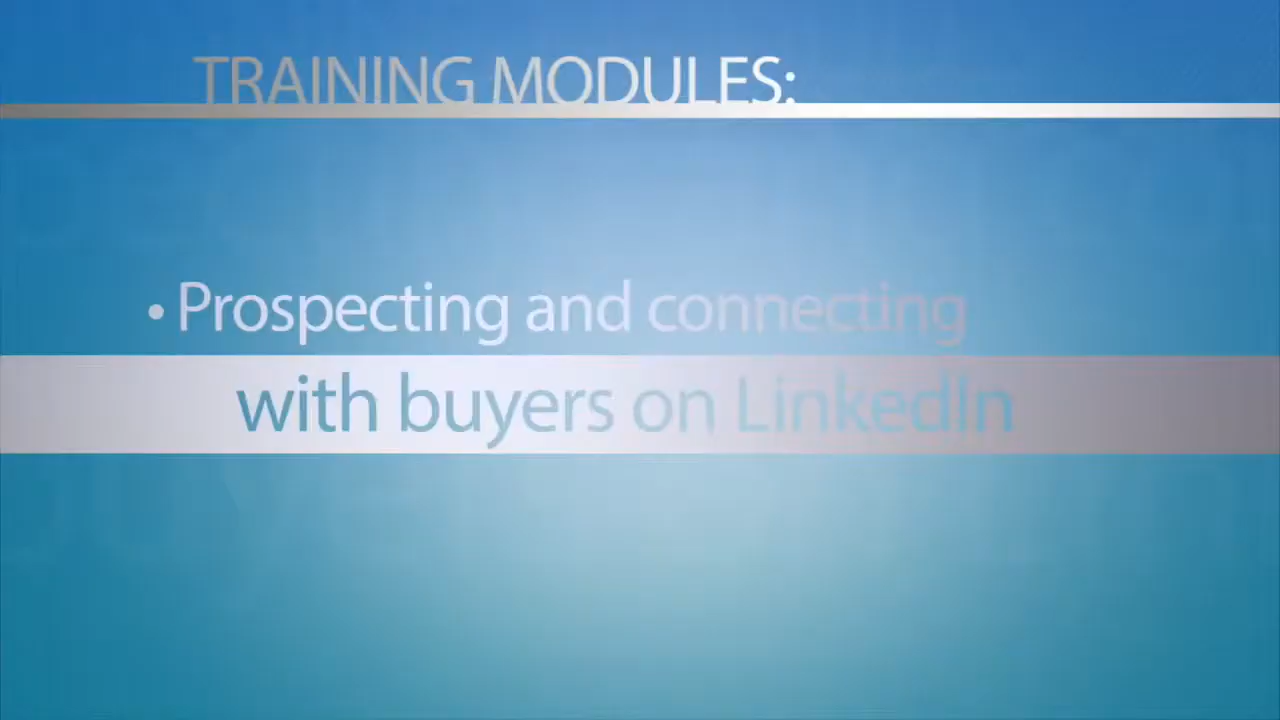 TRAINING MODULES:
• Prospecting and connecting
with buyers on LinkedIn